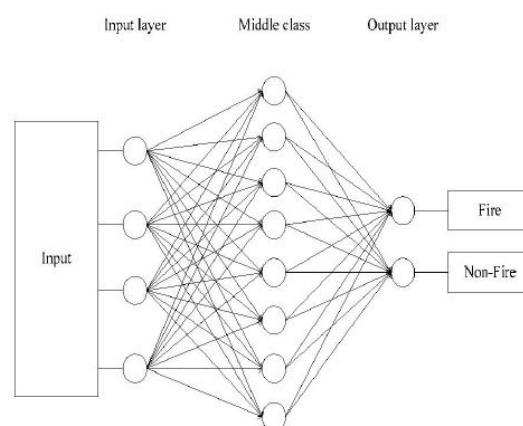 Input layer
Middle class
Output layer
Input
Fire
Non-Fire